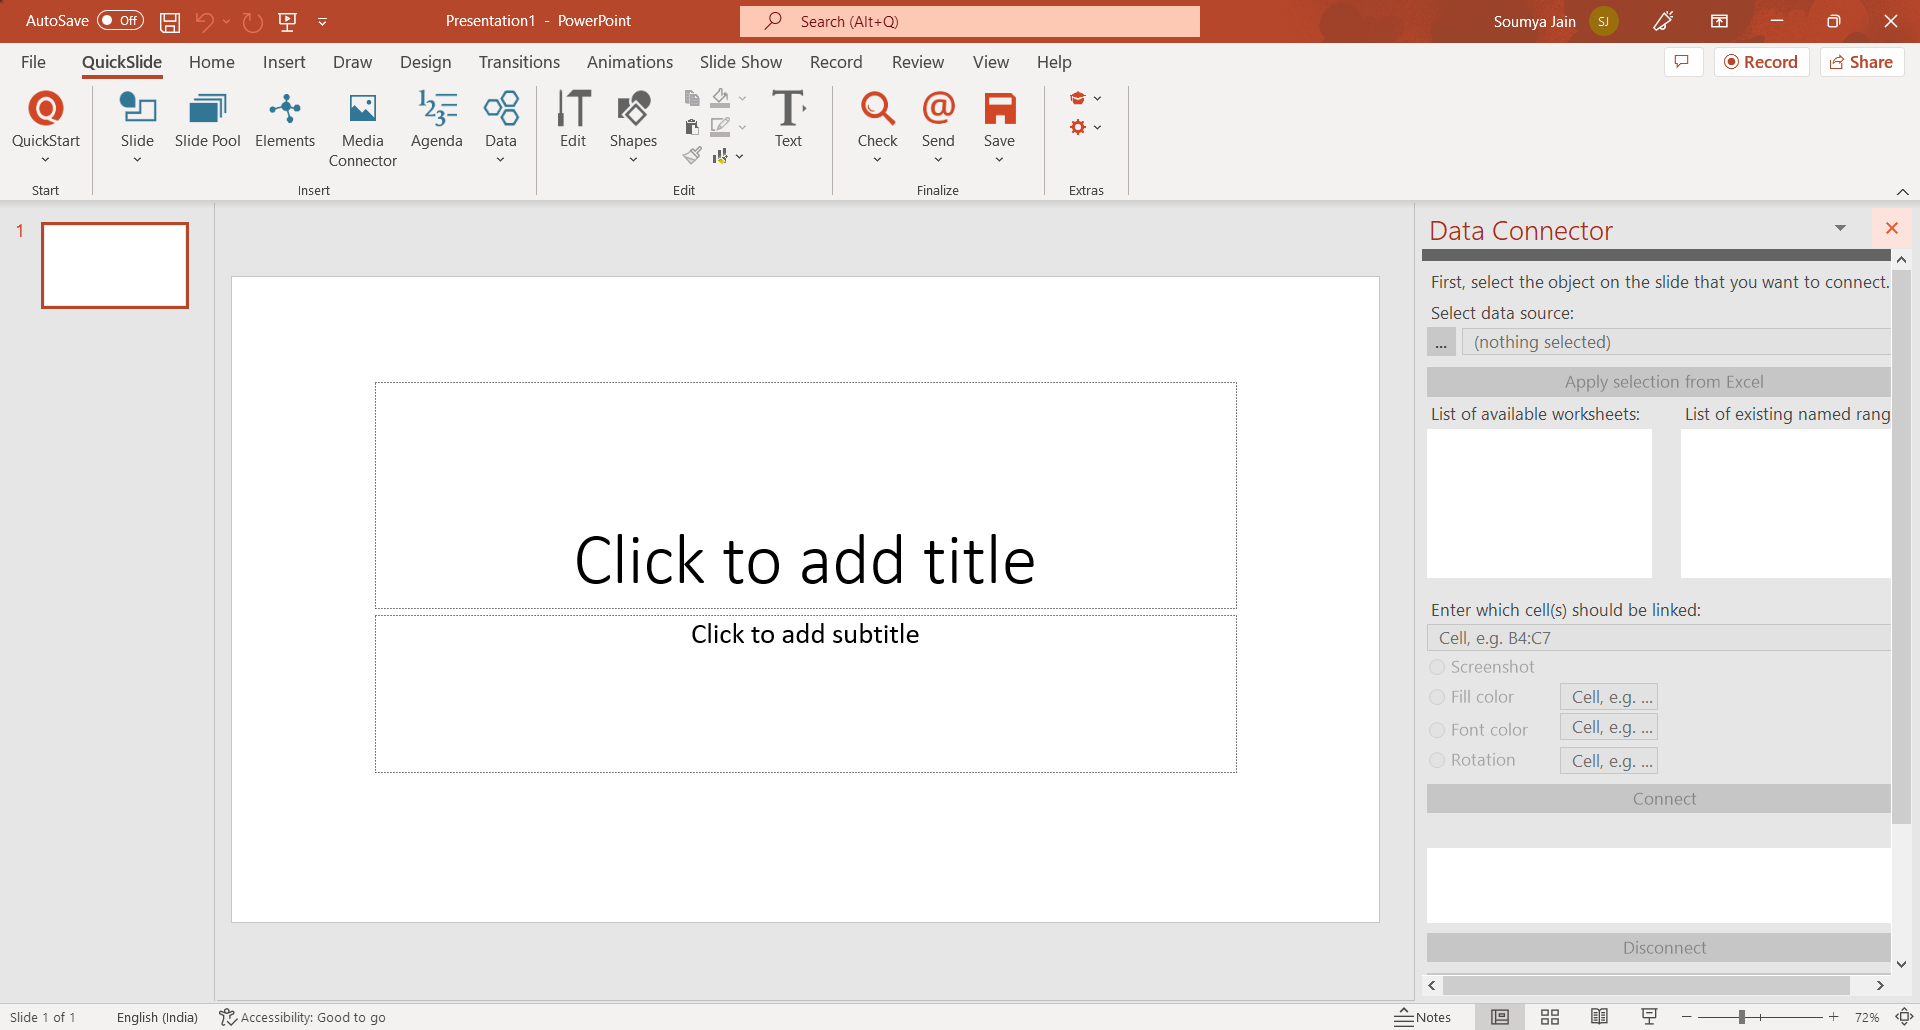 AutoSave Off
Presentation1 - PowerPoint
Search (Alt+Q)
Soumya Jain SJ
File QuickSlide Home Insert Draw Design Transitions Animations Slide Show Record Review View Help
Record Share
QuickStart Slide Slide Pool Elements Media Connector Agenda Data
Edit Shapes Text
Check Send Save
Start Insert Edit Finalize Extras
1
Click to add title
Click to add subtitle
Data Connector
First, select the object on the slide that you want to connect.
Select data source:
... (nothing selected)
Apply selection from Excel
List of available worksheets: List of existing named rang
Enter which cell(s) should be linked:
Cell, e.g. B4:C7
Screenshot
Fill color Cell, e.g. ...
Font color Cell, e.g. ...
Rotation Cell, e.g. ...
Connect
Disconnect
Slide 1 of 1 English (India) Accessibility: Good to go Notes 72%